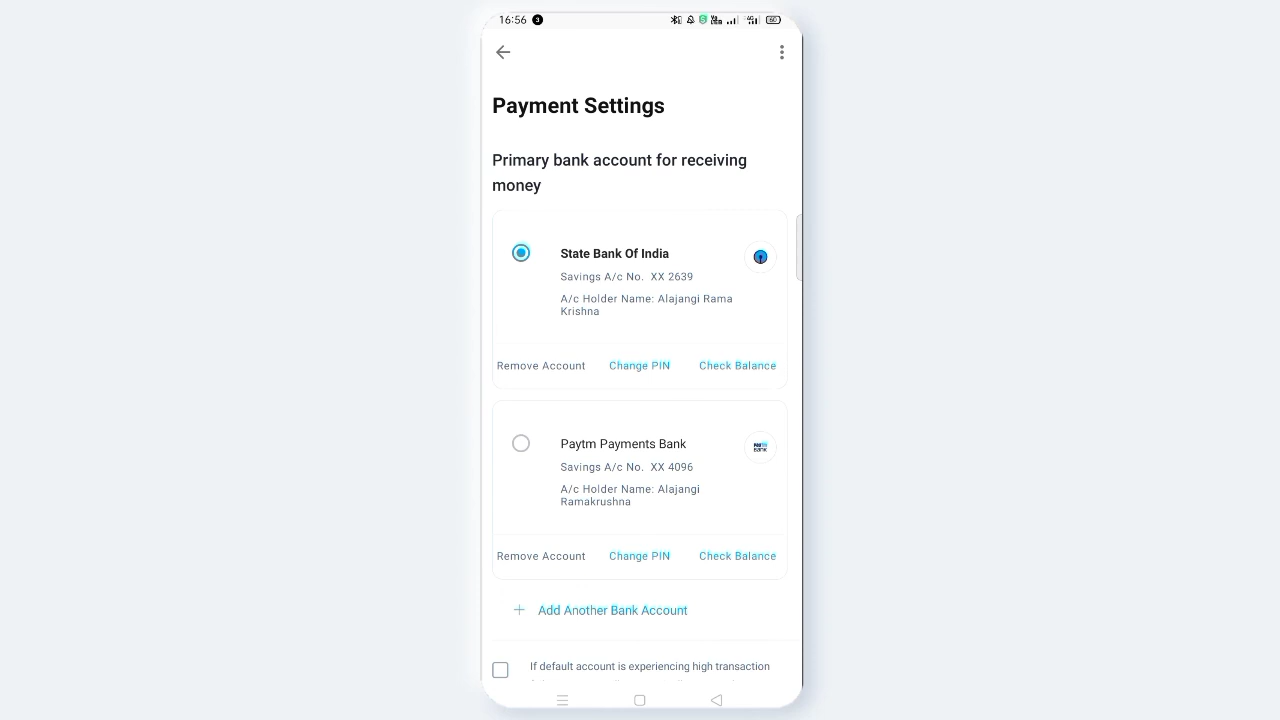 16:56 3
Payment Settings
Primary bank account for receiving
money
State Bank Of India
Savings A/c No. XX 2639
A/c Holder Name: Alajangi Rama
Krishna
Remove Account Change PIN Check Balance
Paytm Payments Bank
Paytm
Bank
Savings A/c No. XX 4096
A/c Holder Name: Alajangi
Ramakrushna
Remove Account Change PIN Check Balance
+ Add Another Bank Account
If default account is experiencing high transaction